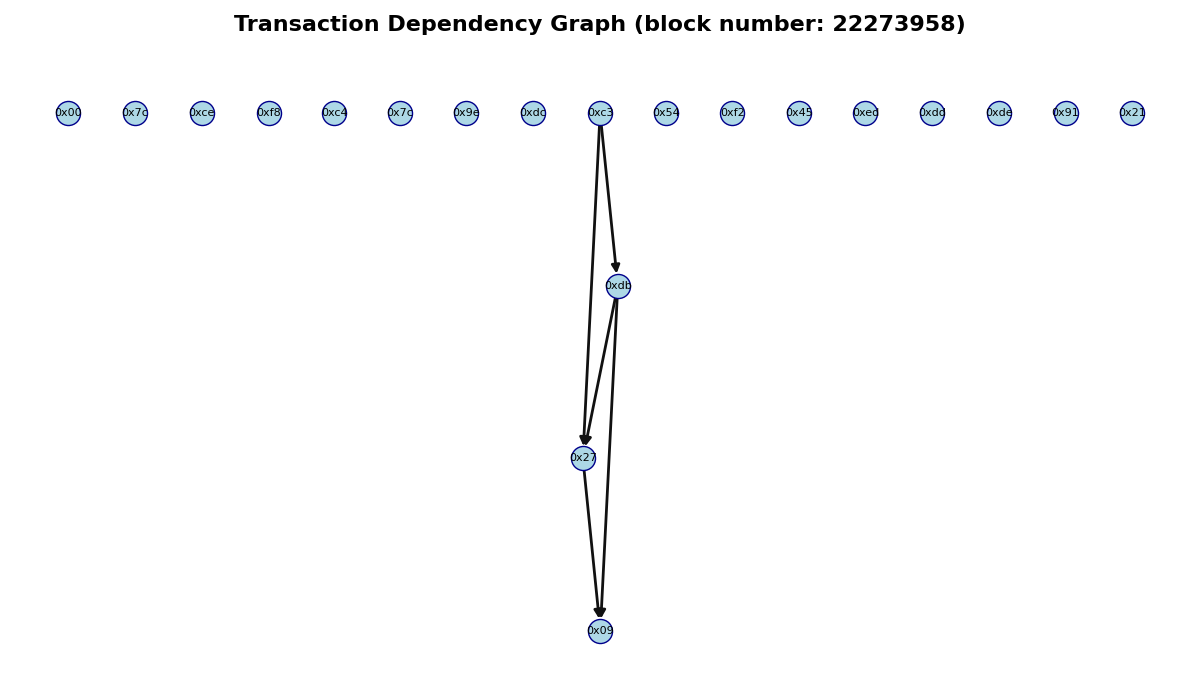 Transaction Dependency Graph (block number: 22273958)
0x00 0x7c 0xce 0xf8 0xc4 0x7c 0x9e 0xdc 0xc3 0x54 0xf2 0x45 0xed 0xdd 0xde 0x91 0x21
0xdb
0x27
0x09